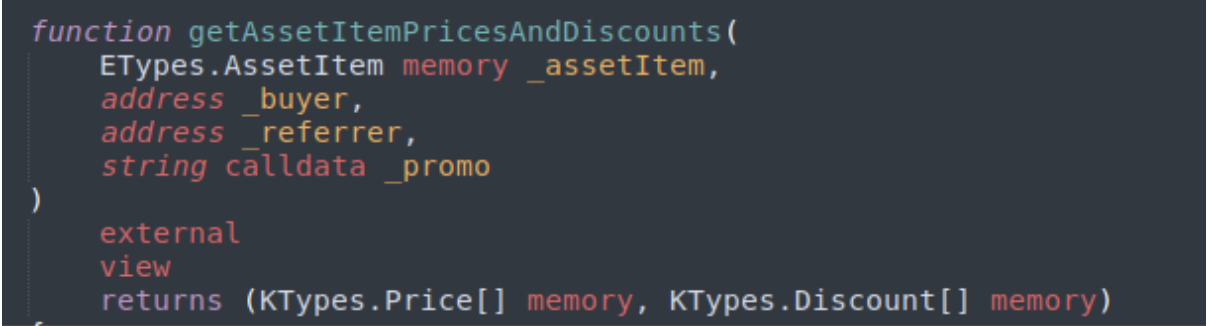 function getAssetItemPricesAndDiscounts(
    ETypes.AssetItem memory _assetItem,
    address _buyer,
    address _referrer,
    string calldata _promo
)
    external
    view
    returns (KTypes.Price[] memory, KTypes.Discount[] memory)